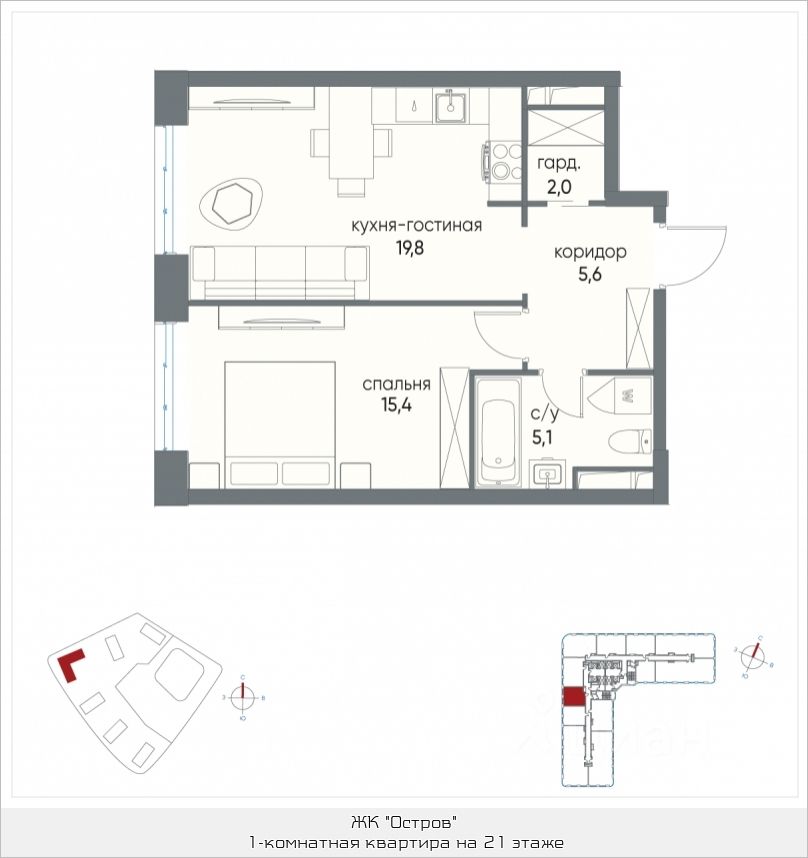 гард.
2,0
кухня-гостиная
19,8
коридор
5,6
спальня
15,4
с/у
5,1
С
З В
Ю
С
З
В
Ю
ЖК "Остров"
1-комнатная квартира на 21 этаже